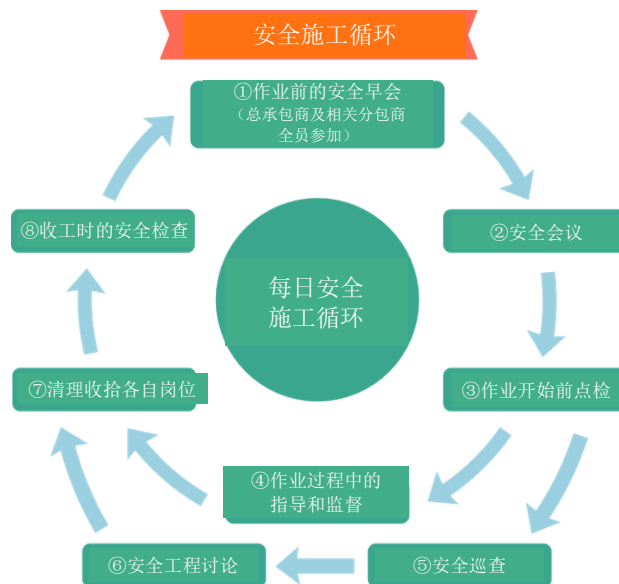 安全施工循环
①作业前的安全早会
（总承包商及相关分包商
全员参加）
②安全会议
③作业开始前点检
④作业过程中的
指导和监督
⑤安全巡查
⑥安全工程讨论
⑦清理收拾各自岗位
⑧收工时的安全检查
每日安全
施工循环